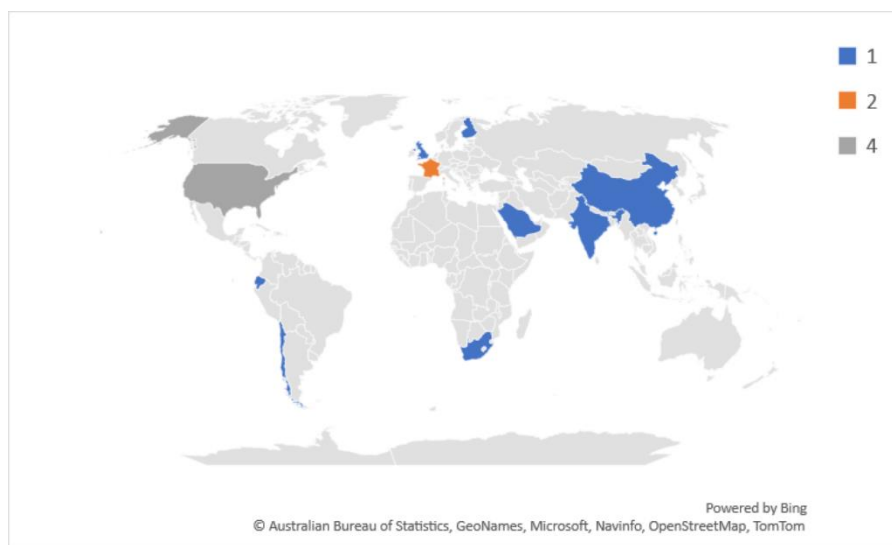 1
2
4
Powered by Bing
© Australian Bureau of Statistics, GeoNames, Microsoft, Navinfo, OpenStreetMap, TomTom